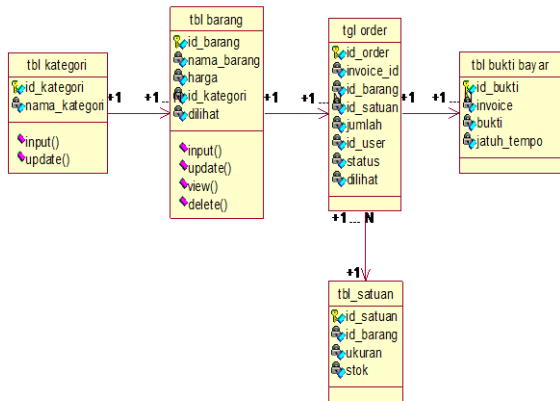 tbl kategori
id_kategori
nama_kategori
input()
update()
+1
+1...N
tbl barang
id_barang
nama_barang
harga
id_kategori
dilihat
input()
update()
view()
delete()
+1
+1...N
tgl order
id_order
invoice_id
id_barang
id_satuan
jumlah
id_user
status
dilihat
+1
+1...N
tbl bukti bayar
id_bukti
invoice
bukti
jatuh_tempo
+1... N
+1
tbl_satuan
id_satuan
id_barang
ukuran
stok